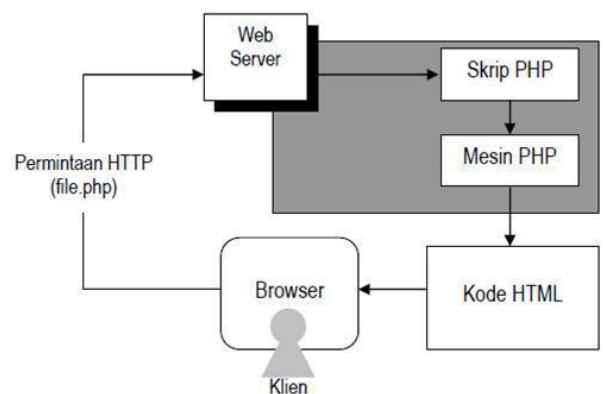 Web
Server
Skrip PHP
Mesin PHP
Permintaan HTTP
(file.php)
Browser
Kode HTML
Klien